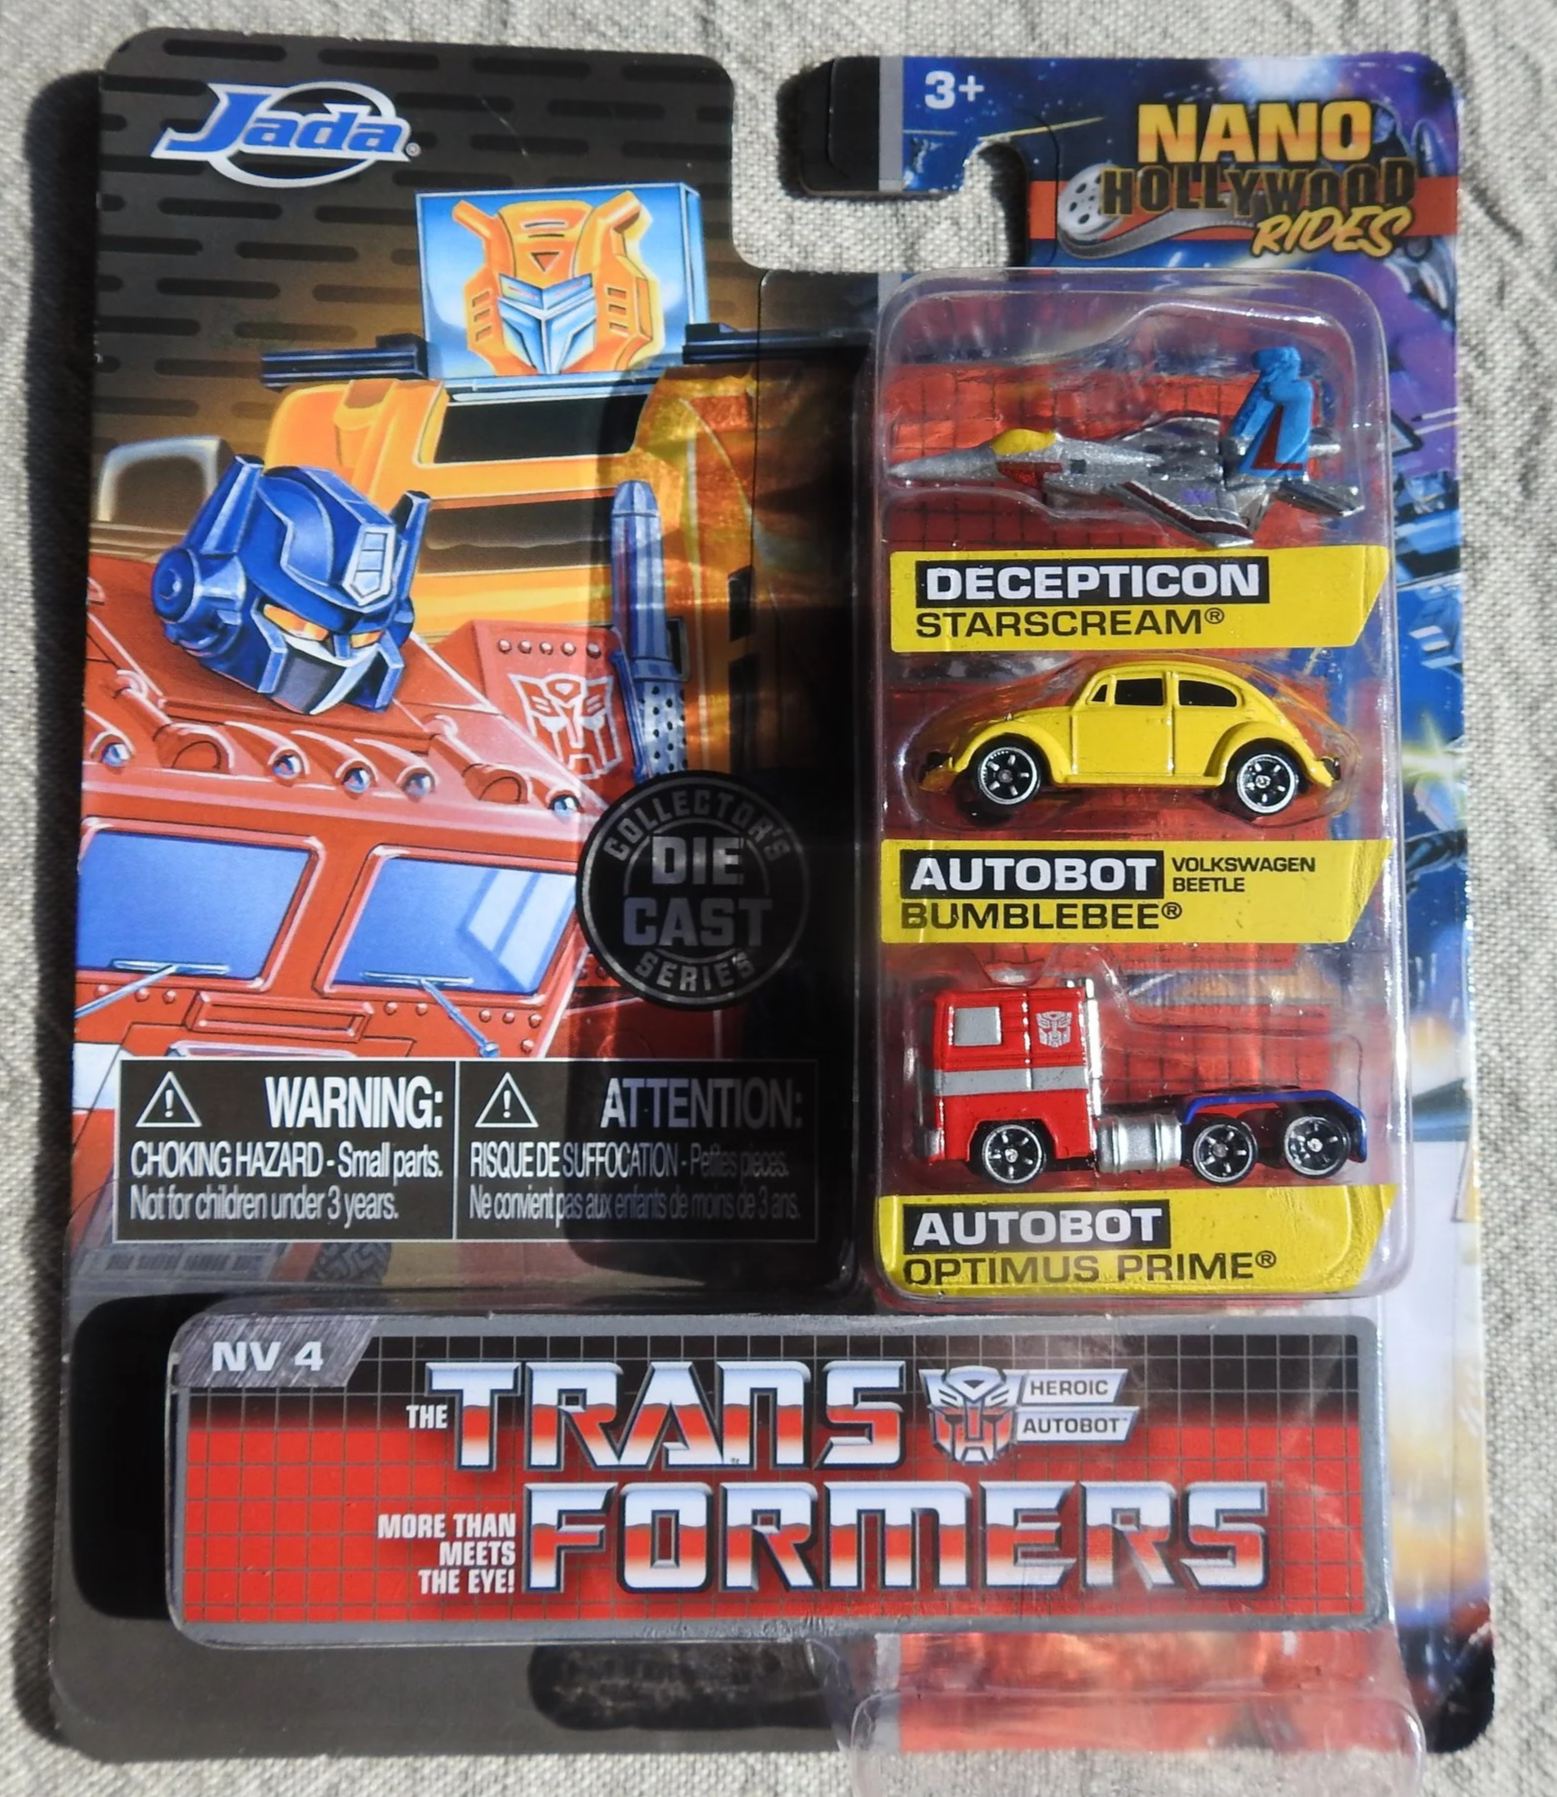 Jada®
3+
NANO
HOLLYWOOD
RIDES
DECEPTICON
STARSCREAM®
AUTOBOT VOLKSWAGEN
BEETLE
BUMBLEBEE®
COLLECTOR'S
DIE
CAST
SERIES
WARNING:
CHOKING HAZARD - Small parts.
Not for children under 3 years.
ATTENTION:
RISQUE DE SUFFOCATION - Petites pièces.
Ne convient pas aux enfants de moins de 3 ans.
AUTOBOT
OPTIMUS PRIME®
NV 4
THE TRANS
HEROIC
AUTOBOT™
FORMERS
MORE THAN
MEETS
THE EYE!